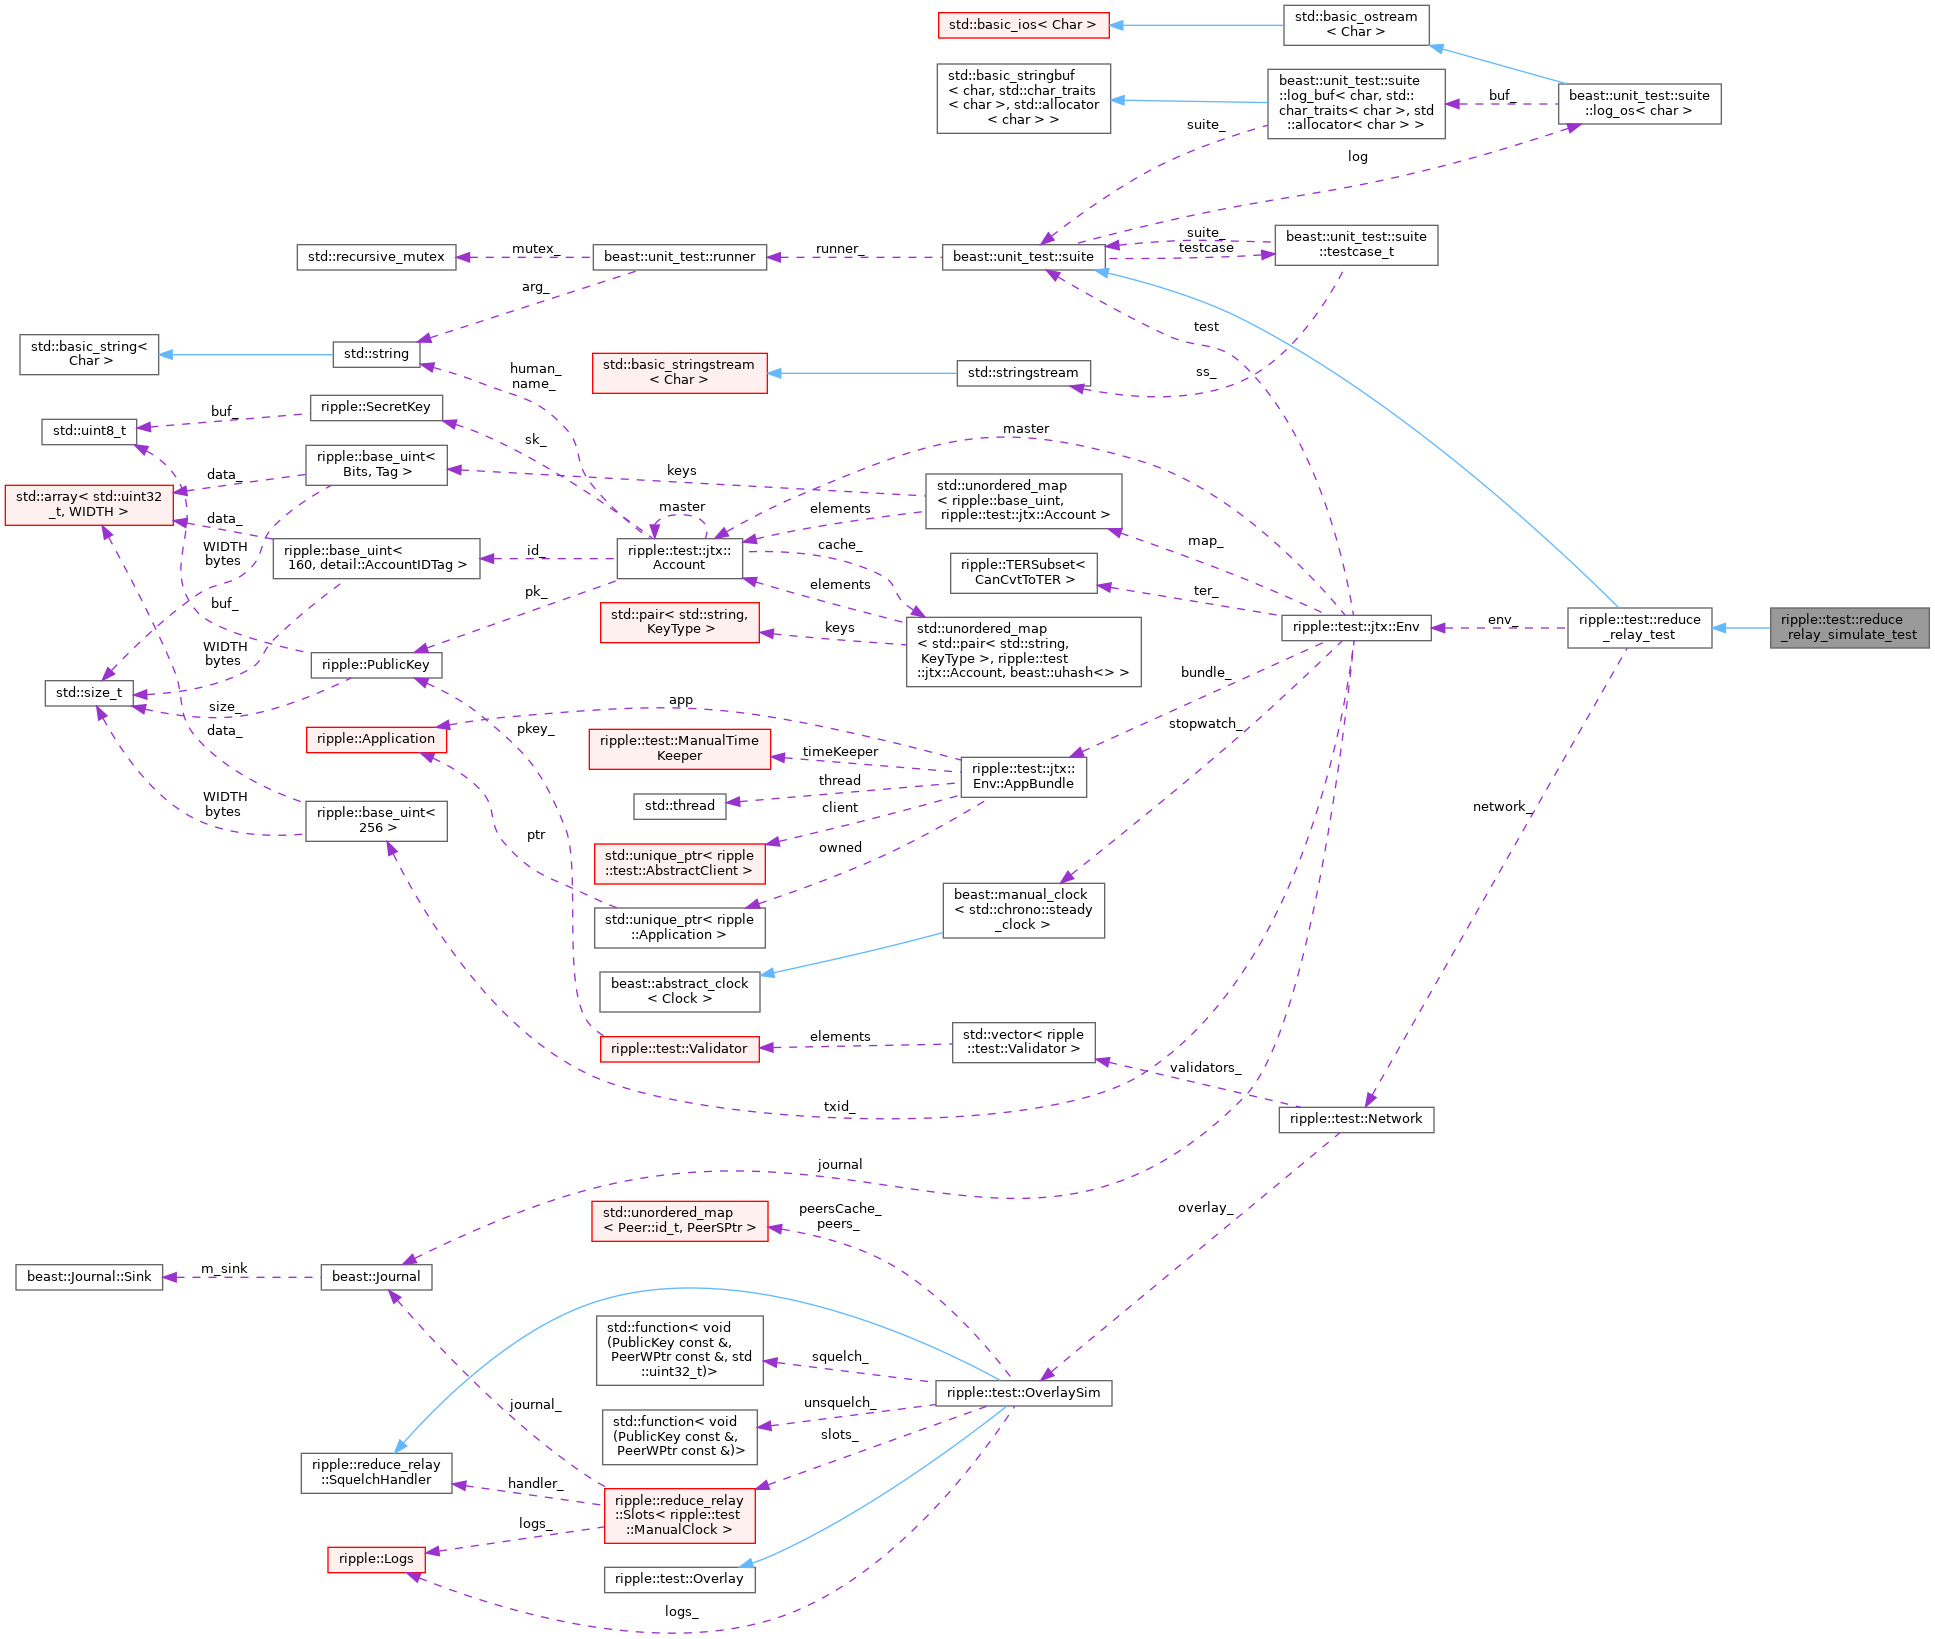 std::basic_ios< Char >
std::basic_ostream
< Char >
std::basic_stringbuf
< char, std::char_traits
< char >, std::allocator
< char > >
beast::unit_test::suite
::log_buf< char, std::
char_traits< char >, std
::allocator< char > >
buf_
beast::unit_test::suite
::log_os< char >
suite_
log
std::recursive_mutex
mutex_
beast::unit_test::runner
runner_
beast::unit_test::suite
suite_
testcase
beast::unit_test::suite
::testcase_t
arg_
test
std::basic_string<
Char >
std::string
human_
name_
std::basic_stringstream
< Char >
std::stringstream
ss_
std::uint8_t
buf_
ripple::SecretKey
sk_
master
ripple::base_uint<
Bits, Tag >
data_
keys
std::unordered_map
< ripple::base_uint,
ripple::test::jtx::Account >
std::array< std::uint32
_t, WIDTH >
data_
master
elements
WIDTH
bytes
ripple::base_uint<
160, detail::AccountIDTag >
id_
ripple::test::jtx::
Account
cache_
map_
ripple::TERSubset<
CanCvtToTER >
ter_
elements
buf_
pk_
std::pair< std::string,
KeyType >
keys
std::unordered_map
< std::pair< std::string,
KeyType >, ripple::test
::jtx::Account, beast::uhash<> >
ripple::test::jtx::Env
env_
ripple::test::reduce
_relay_test
ripple::test::reduce
_relay_simulate_test
WIDTH
bytes
ripple::PublicKey
std::size_t
size_
bundle_
data_
ripple::Application
pkey_
app
stopwatch_
ripple::test::ManualTime
Keeper
timeKeeper
ripple::test::jtx::
Env::AppBundle
thread
std::thread
client
WIDTH
bytes
ripple::base_uint<
256 >
ptr
std::unique_ptr< ripple
::test::AbstractClient >
owned
network_
std::unique_ptr< ripple
::Application >
beast::manual_clock
< std::chrono::steady
_clock >
beast::abstract_clock
< Clock >
ripple::test::Validator
elements
std::vector< ripple
::test::Validator >
validators_
txid_
ripple::test::Network
journal
overlay_
std::unordered_map
< Peer::id_t, PeerSPtr >
peersCache_
peers_
beast::Journal::Sink
m_sink
beast::Journal
std::function< void
(PublicKey const &,
PeerWPtr const &, std
::uint32_t)>
squelch_
ripple::test::OverlaySim
journal_
std::function< void
(PublicKey const &,
PeerWPtr const &)>
unsquelch_
slots_
ripple::reduce_relay
::SquelchHandler
handler_
ripple::reduce_relay
::Slots< ripple::test
::ManualClock >
logs_
ripple::Logs
ripple::test::Overlay
logs_